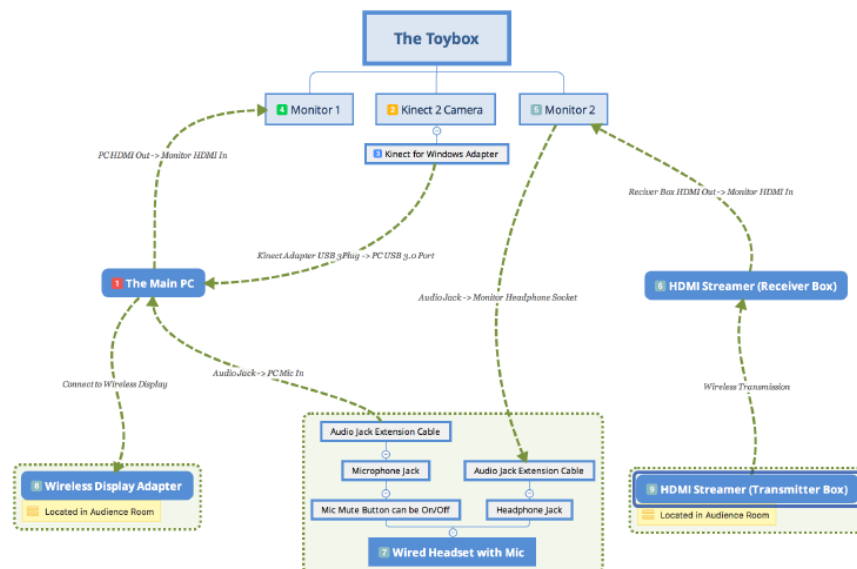 The Toybox
4 Monitor 1
2 Kinect 2 Camera
5 Monitor 2
3 Kinect for Windows Adapter
PC HDMI Out -> Monitor HDMI In
Reciver Box HDMI Out -> Monitor HDMI In
Kinect Adapter USB 3 Plug -> PC USB 3.0 Port
1 The Main PC
6 HDMI Streamer (Receiver Box)
Audio Jack -> Monitor Headphone Socket
Connect to Wireless Display
Audio Jack -> PC Mic In
Wireless Transmission
Audio Jack Extension Cable
Microphone Jack
Audio Jack Extension Cable
8 Wireless Display Adapter
9 HDMI Streamer (Transmitter Box)
Located in Audience Room
Mic Mute Button can be On/Off
Headphone Jack
Located in Audience Room
7 Wired Headset with Mic